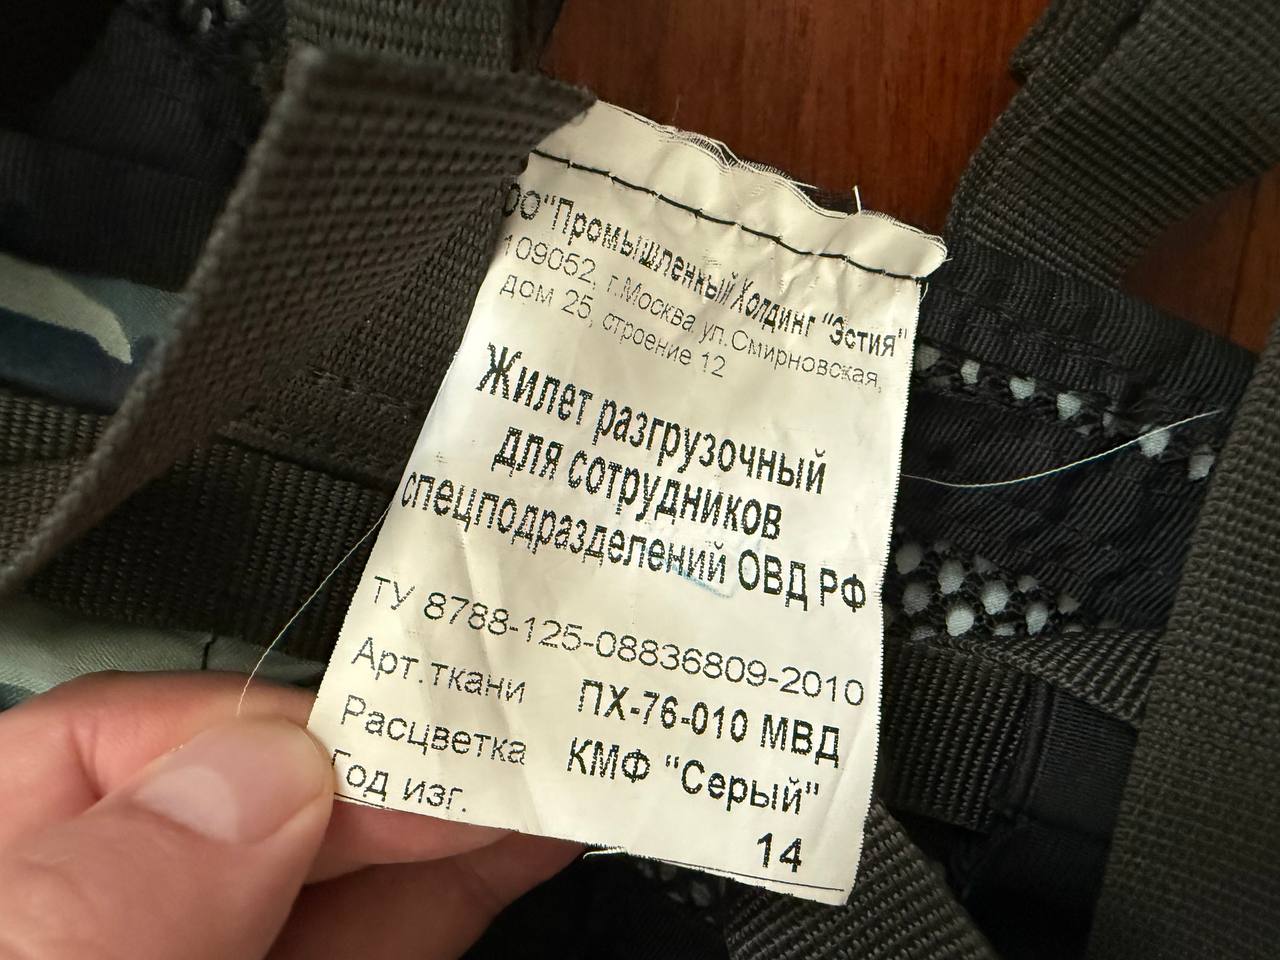 ОО "Промышленный Холдинг "Эстия"
109052, г.Москва ул.Смирновская,
дом 25, строение 12
Жилет разгрузочный
для сотрудников
спецподразделений ОВД РФ
ТУ 8788-125-08836809-2010
Арт.ткани ПХ-76-010 МВД
Расцветка КМФ "Серый"
Год изг. 14